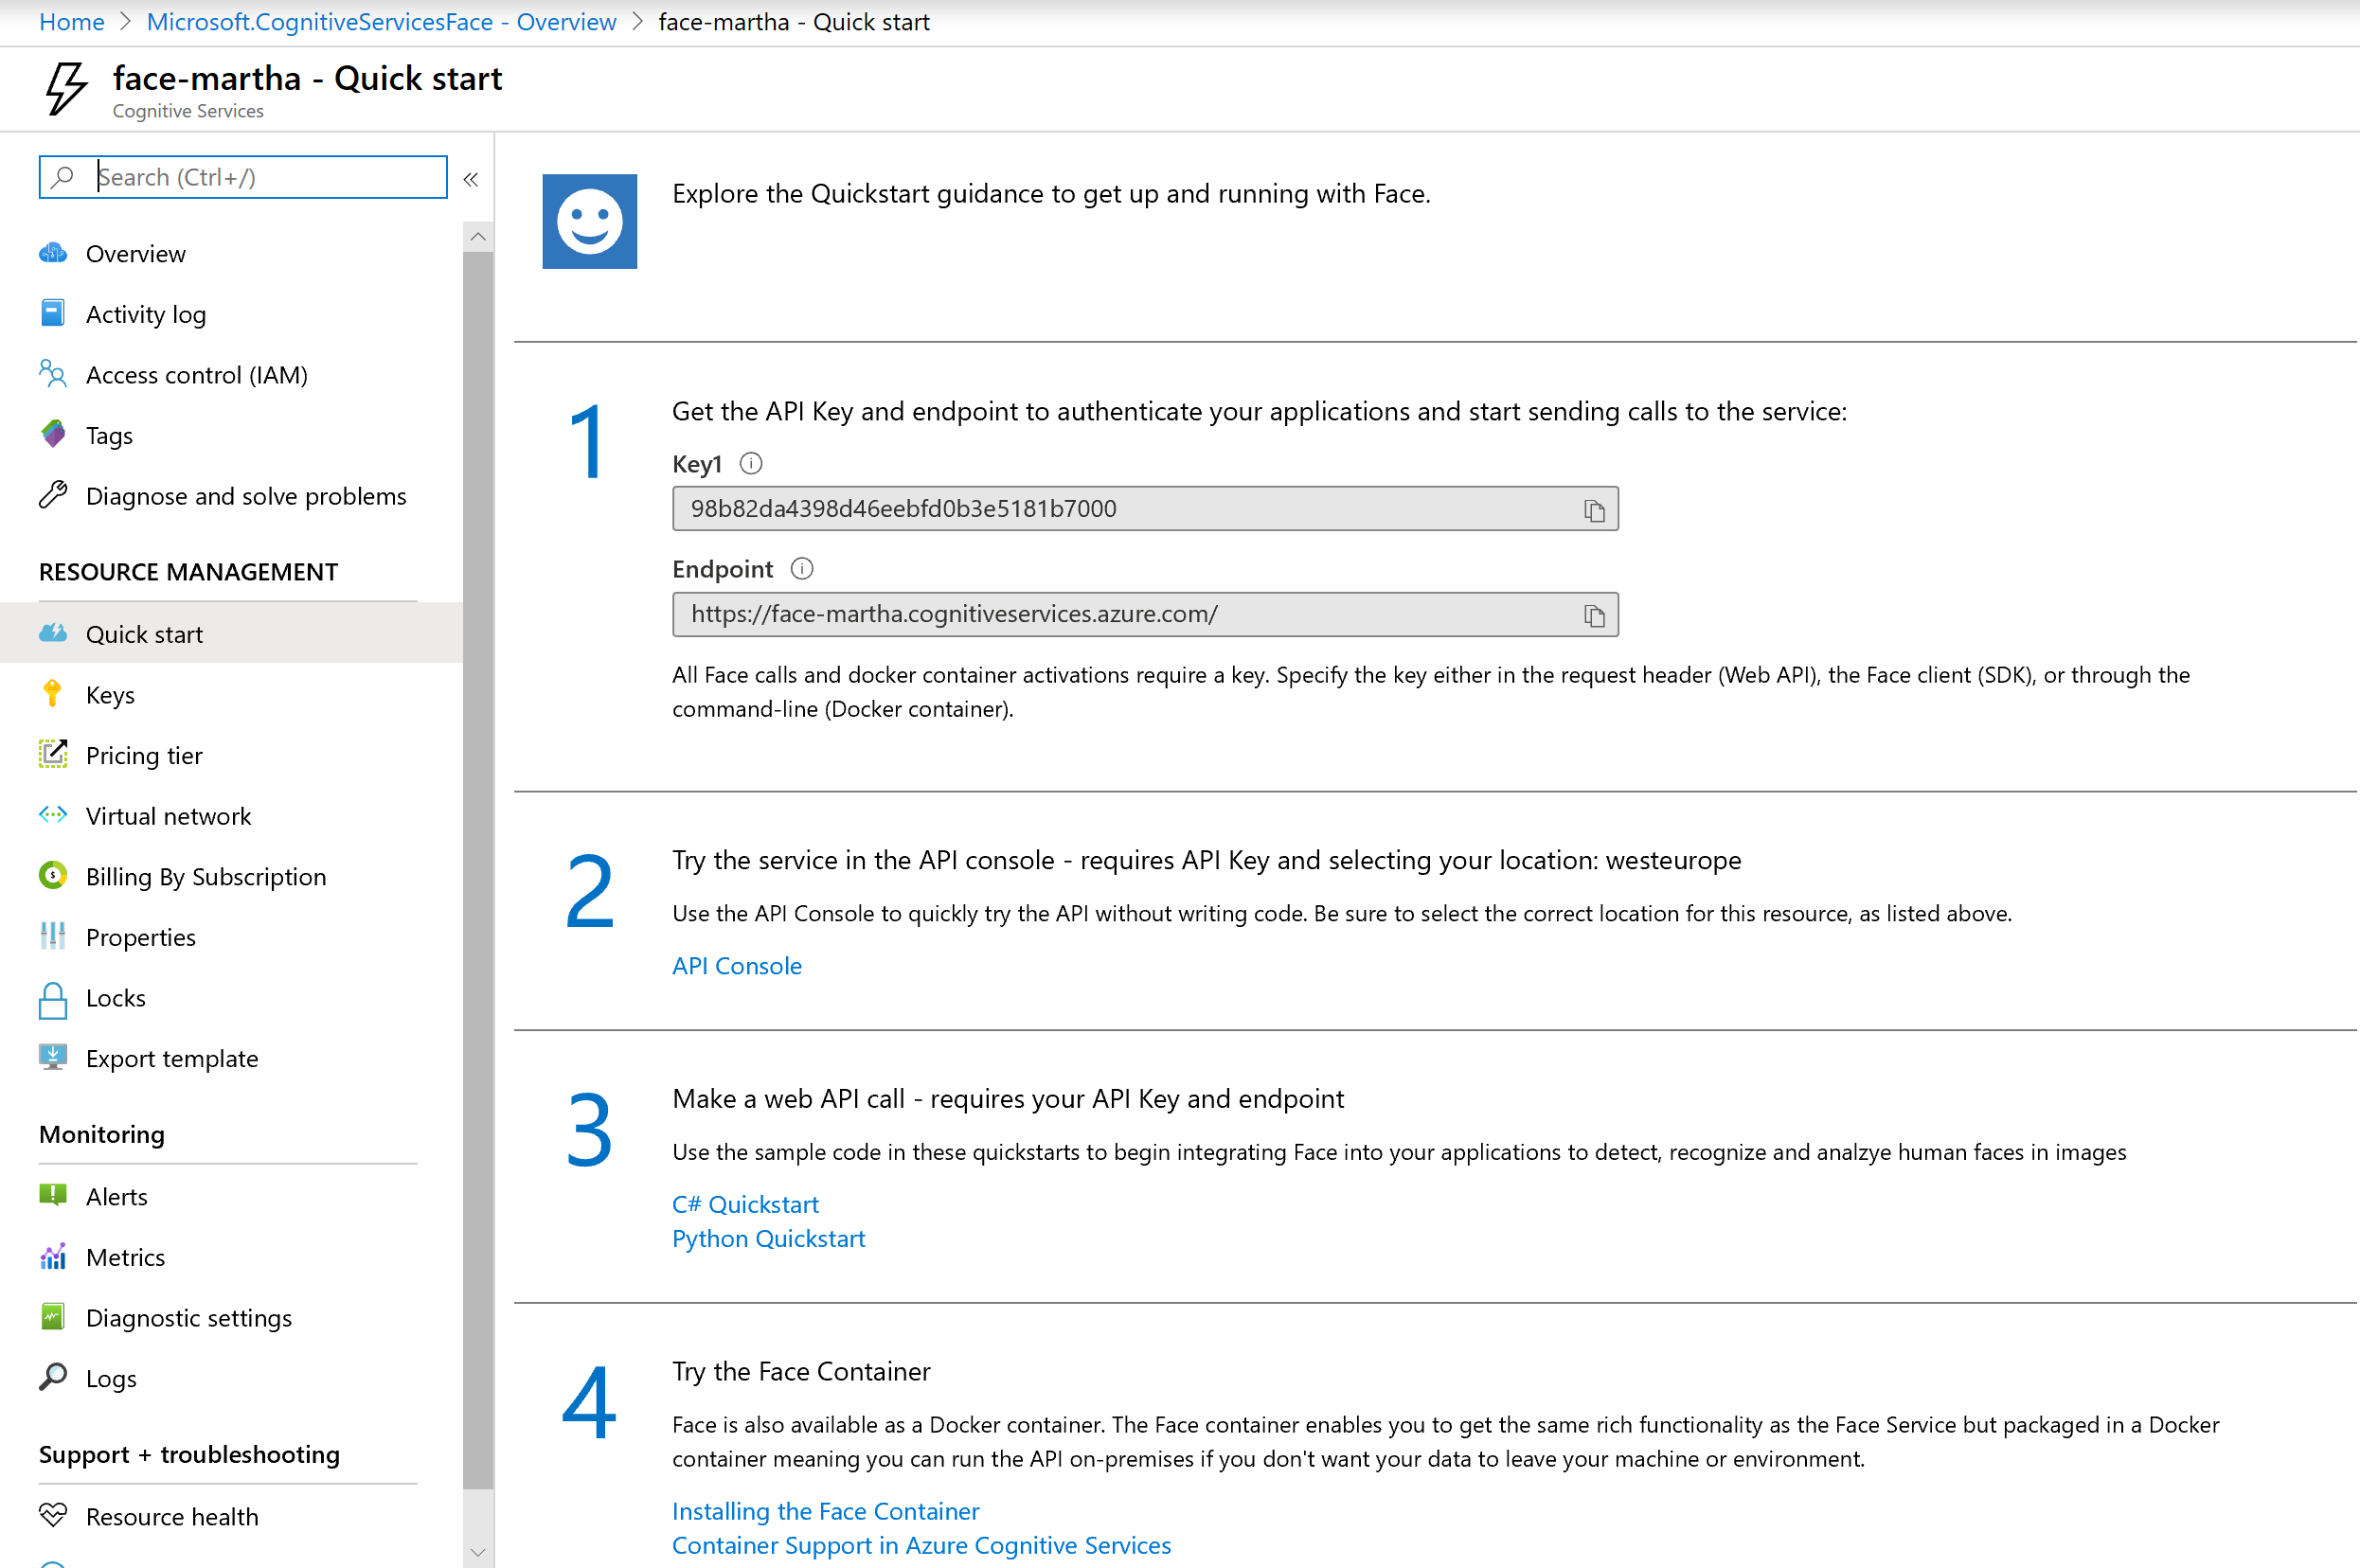 Home > Microsoft.CognitiveServicesFace - Overview > face-martha - Quick start
face-martha - Quick start
Cognitive Services
Search (Ctrl+/)
Overview
Activity log
Access control (IAM)
Tags
Diagnose and solve problems
RESOURCE MANAGEMENT
Quick start
Keys
Pricing tier
Virtual network
Billing By Subscription
Properties
Locks
Export template
Monitoring
Alerts
Metrics
Diagnostic settings
Logs
Support + troubleshooting
Resource health
Explore the Quickstart guidance to get up and running with Face.
1
Get the API Key and endpoint to authenticate your applications and start sending calls to the service:
Key1
98b82da4398d46eebfd0b3e5181b7000
Endpoint
https://face-martha.cognitiveservices.azure.com/
All Face calls and docker container activations require a key. Specify the key either in the request header (Web API), the Face client (SDK), or through the
command-line (Docker container).
2
Try the service in the API console - requires API Key and selecting your location: westeurope
Use the API Console to quickly try the API without writing code. Be sure to select the correct location for this resource, as listed above.
API Console
3
Make a web API call - requires your API Key and endpoint
Use the sample code in these quickstarts to begin integrating Face into your applications to detect, recognize and analzye human faces in images
C# Quickstart
Python Quickstart
4
Try the Face Container
Face is also available as a Docker container. The Face container enables you to get the same rich functionality as the Face Service but packaged in a Docker
container meaning you can run the API on-premises if you don't want your data to leave your machine or environment.
Installing the Face Container
Container Support in Azure Cognitive Services